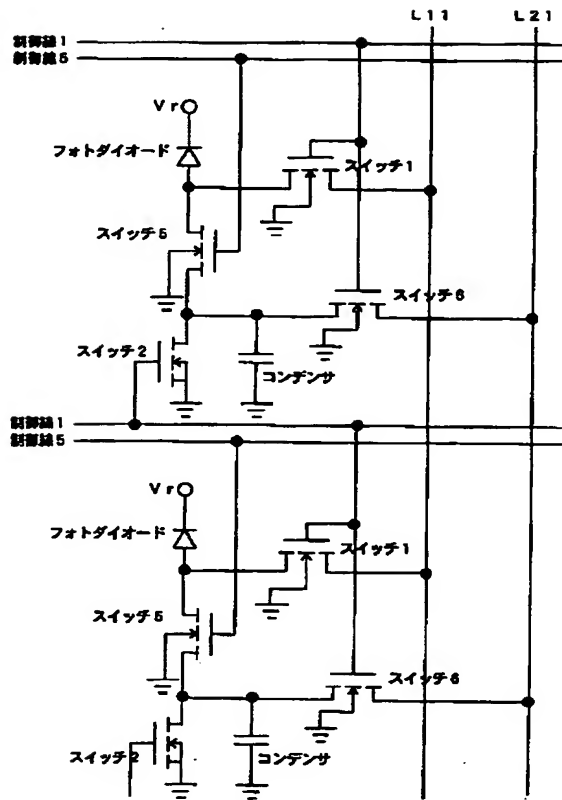 L11 L21
制御線1
制御線5
Vr
フォトダイオード
スイッチ1
スイッチ5
スイッチ6
スイッチ2
コンデンサ
制御線1
制御線5
Vr
フォトダイオード
スイッチ1
スイッチ5
スイッチ6
スイッチ2
コンデンサ